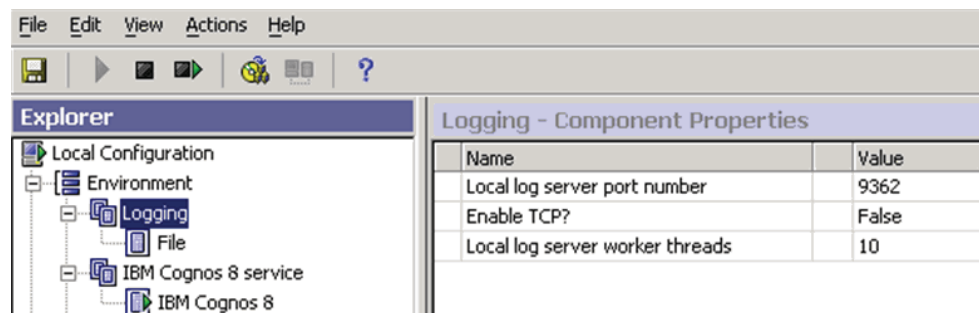 File Edit View Actions Help
?
Explorer
Logging - Component Properties
Local Configuration
Name Value
Environment
Local log server port number 9362
Logging
Enable TCP? False
File
Local log server worker threads 10
IBM Cognos 8 service
IBM Cognos 8